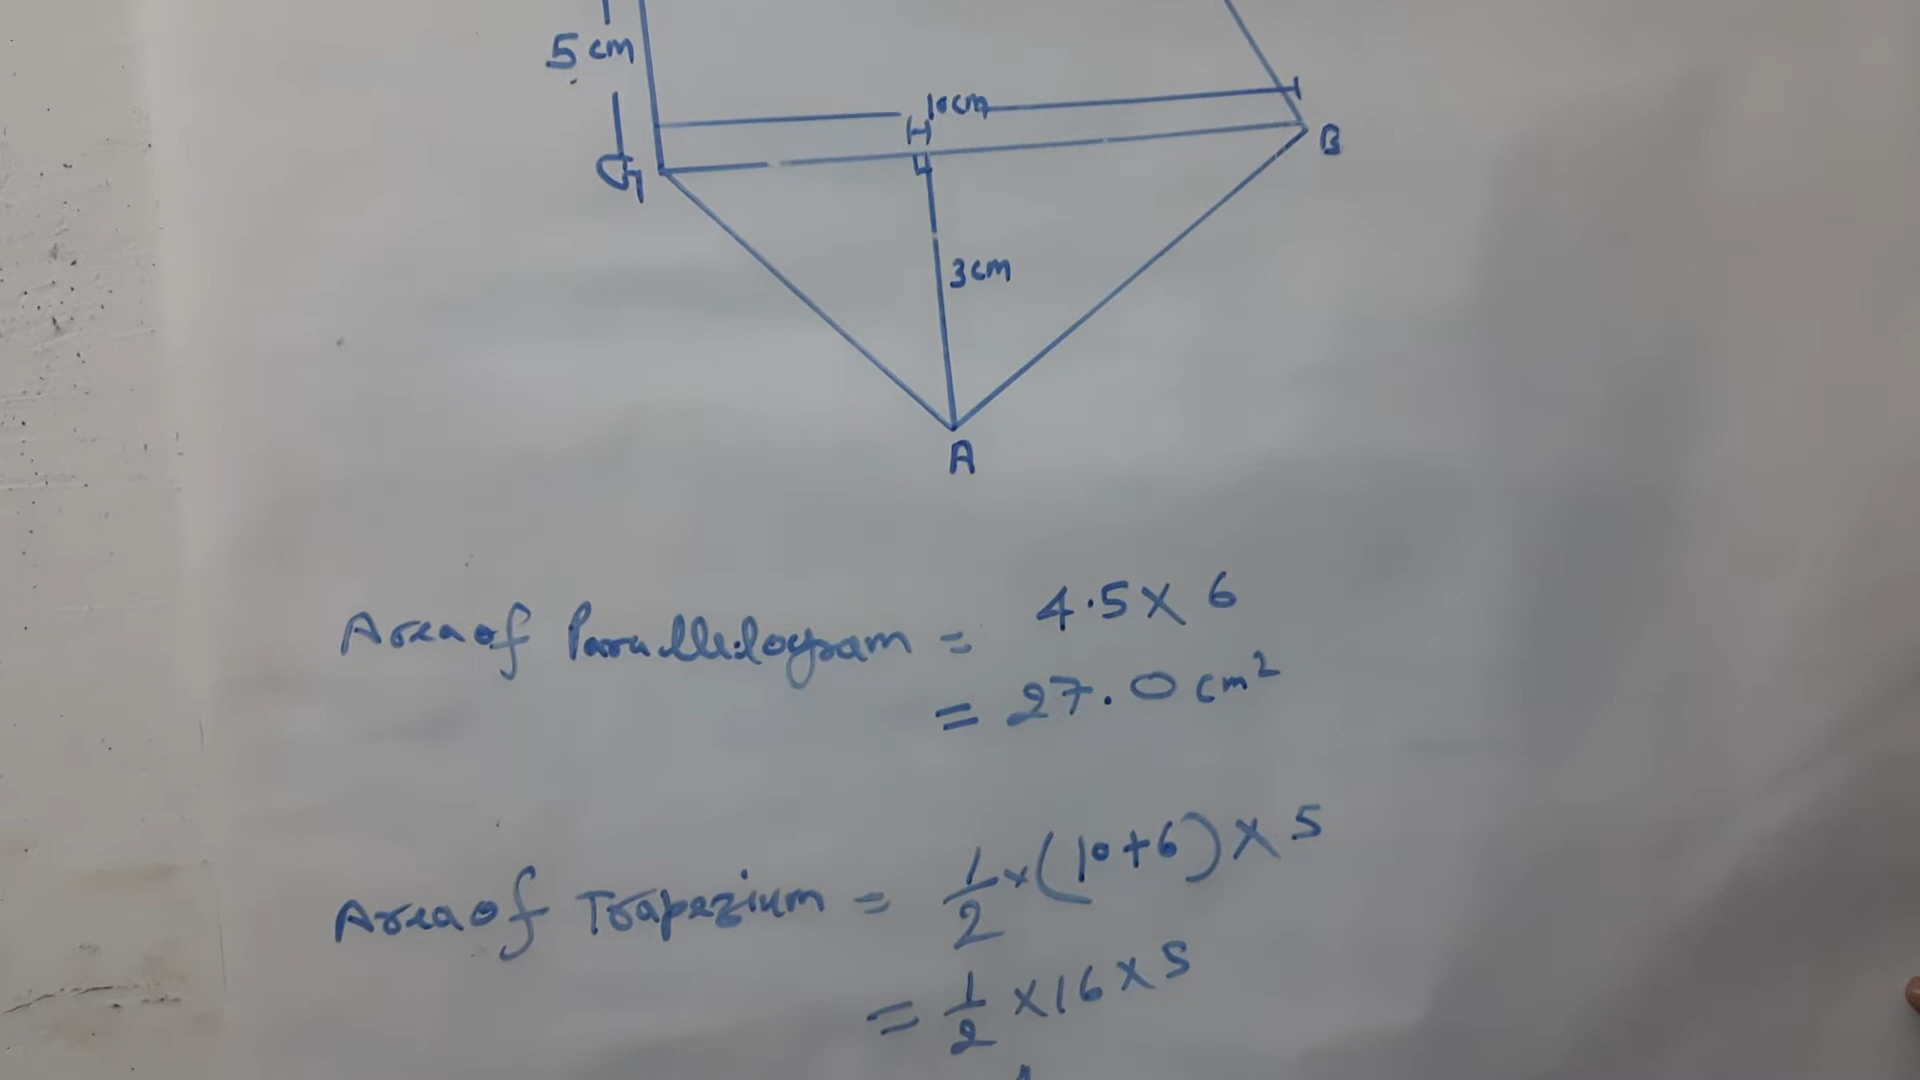 5 cm
10cm
H
B
G
3cm
A
Area of Parallelogram = 4.5 × 6
= 27.0 cm²
Area of Trapezium = 1/2 × (10+6) × 5
= 1/2 × 16 × 5